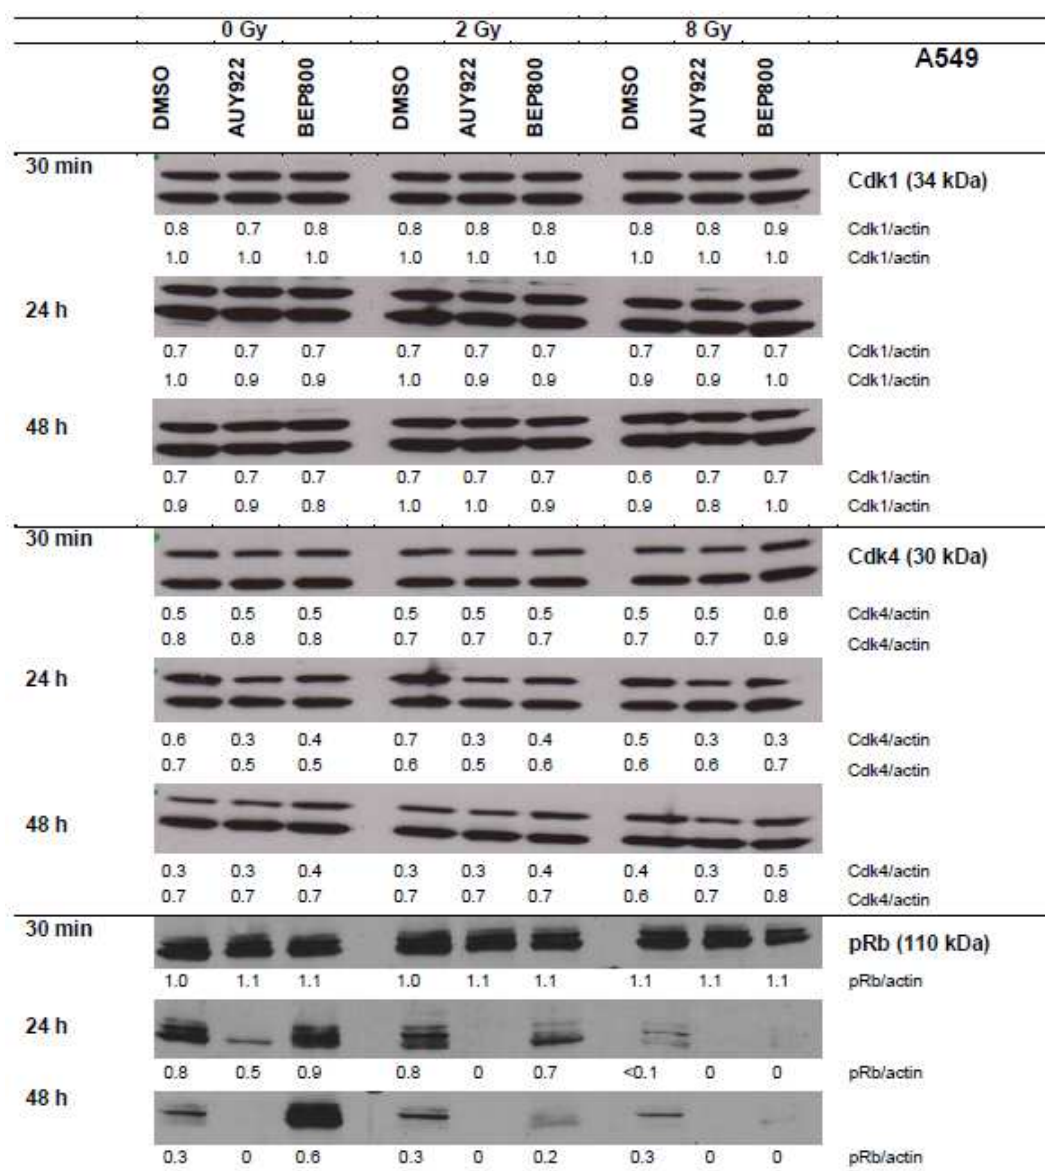 0 Gy 2 Gy 8 Gy
A549
DMSO AUY922 BEP800 DMSO AUY922 BEP800 DMSO AUY922 BEP800
30 min Cdk1 (34 kDa)
0.8 0.7 0.8 0.8 0.8 0.8 0.8 0.8 0.9 Cdk1/actin
1.0 1.0 1.0 1.0 1.0 1.0 1.0 1.0 1.0 Cdk1/actin
24 h
0.7 0.7 0.7 0.7 0.7 0.7 0.7 0.7 0.7 Cdk1/actin
1.0 0.9 0.9 1.0 0.9 0.9 0.9 0.9 1.0 Cdk1/actin
48 h
0.7 0.7 0.7 0.7 0.7 0.7 0.6 0.7 0.7 Cdk1/actin
0.9 0.9 0.8 1.0 1.0 0.9 0.9 0.8 1.0 Cdk1/actin
30 min Cdk4 (30 kDa)
0.5 0.5 0.5 0.5 0.5 0.5 0.5 0.5 0.6 Cdk4/actin
0.8 0.8 0.8 0.7 0.7 0.7 0.7 0.7 0.9 Cdk4/actin
24 h
0.6 0.3 0.4 0.7 0.3 0.4 0.5 0.3 0.3 Cdk4/actin
0.7 0.5 0.5 0.6 0.5 0.6 0.6 0.6 0.7 Cdk4/actin
48 h
0.3 0.3 0.4 0.3 0.3 0.4 0.4 0.3 0.5 Cdk4/actin
0.7 0.7 0.7 0.7 0.7 0.7 0.6 0.7 0.8 Cdk4/actin
30 min pRb (110 kDa)
1.0 1.1 1.1 1.0 1.1 1.1 1.1 1.1 1.1 pRb/actin
24 h
0.8 0.5 0.9 0.8 0 0.7 <0.1 0 0 pRb/actin
48 h
0.3 0 0.6 0.3 0 0.2 0.3 0 0 pRb/actin